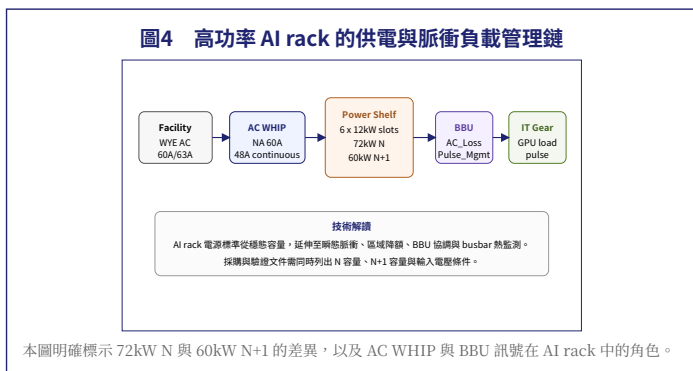 圖4 高功率 AI rack 的供電與脈衝負載管理鏈
Facility
WYE AC
60A/63A
AC WHIP
NA 60A
48A continuous
Power Shelf
6 x 12kW slots
72kW N
60kW N+1
BBU
AC_Loss
Pulse_Mgmt
IT Gear
GPU load
pulse
技術解讀
AI rack 電源標準從穩態容量，延伸至瞬態脈衝、區域降額、BBU 協調與 busbar 熱監測。
採購與驗證文件需同時列出 N 容量、N+1 容量與輸入電壓條件。
本圖明確標示 72kW N 與 60kW N+1 的差異，以及 AC WHIP 與 BBU 訊號在 AI rack 中的角色。